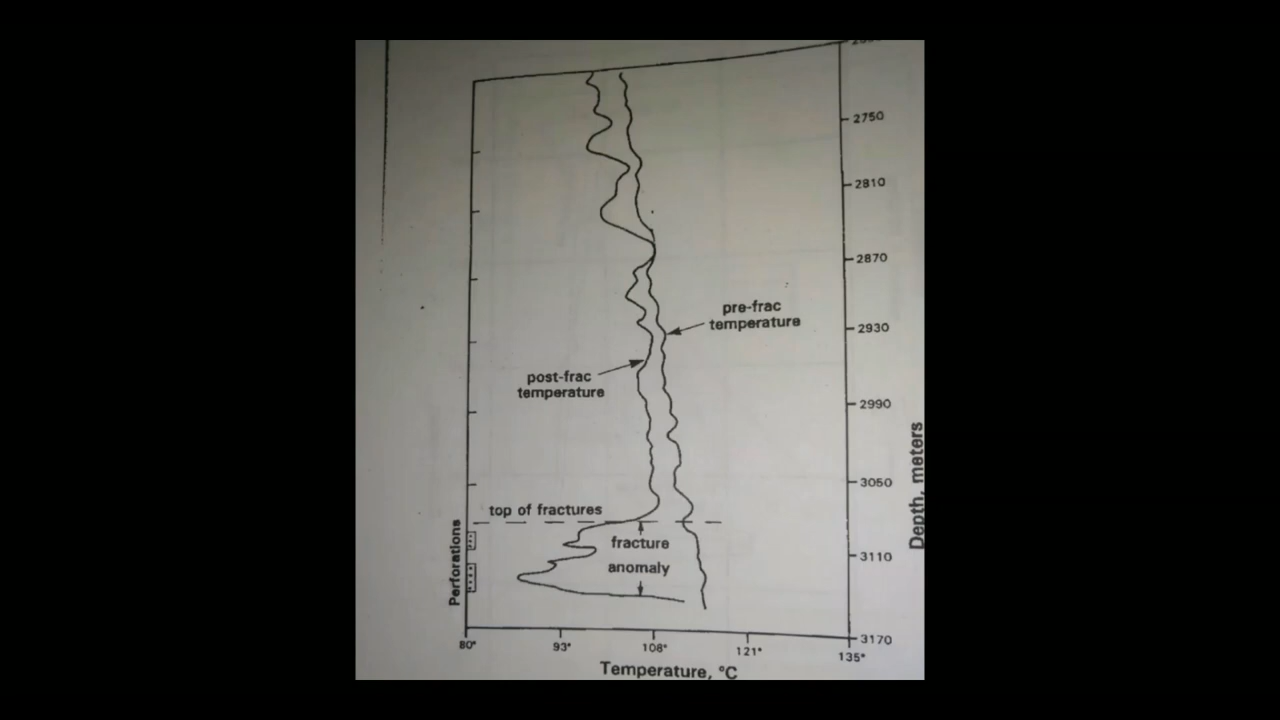 2750
2810
2870
pre-frac
temperature
2930
post-frac
temperature
2990
Depth, meters
3050
top of fractures
Perforations
fracture
3110
anomaly
3170
80°
93°
108°
121°
135°
Temperature, °C